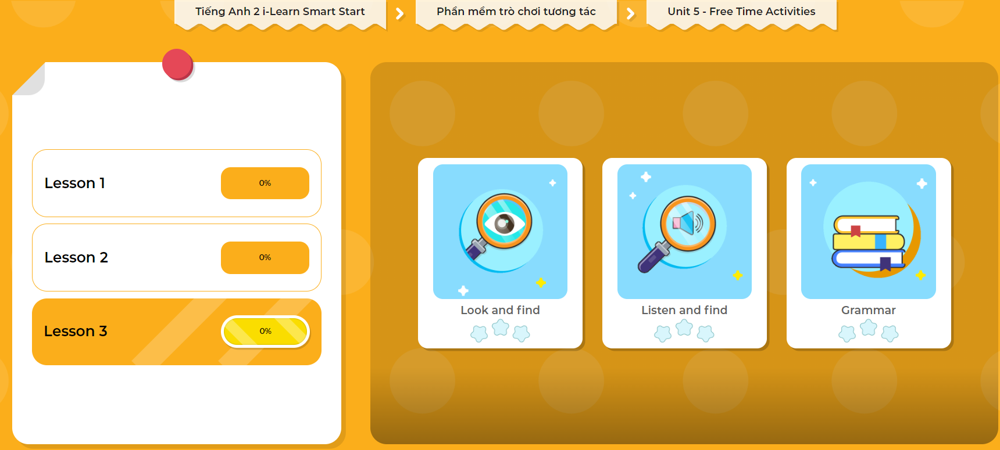 Tiếng Anh 2 i-Learn Smart Start
Phần mềm trò chơi tương tác
Unit 5 - Free Time Activities
Lesson 1
0%
Lesson 2
0%
Lesson 3
0%
Look and find
Listen and find
Grammar